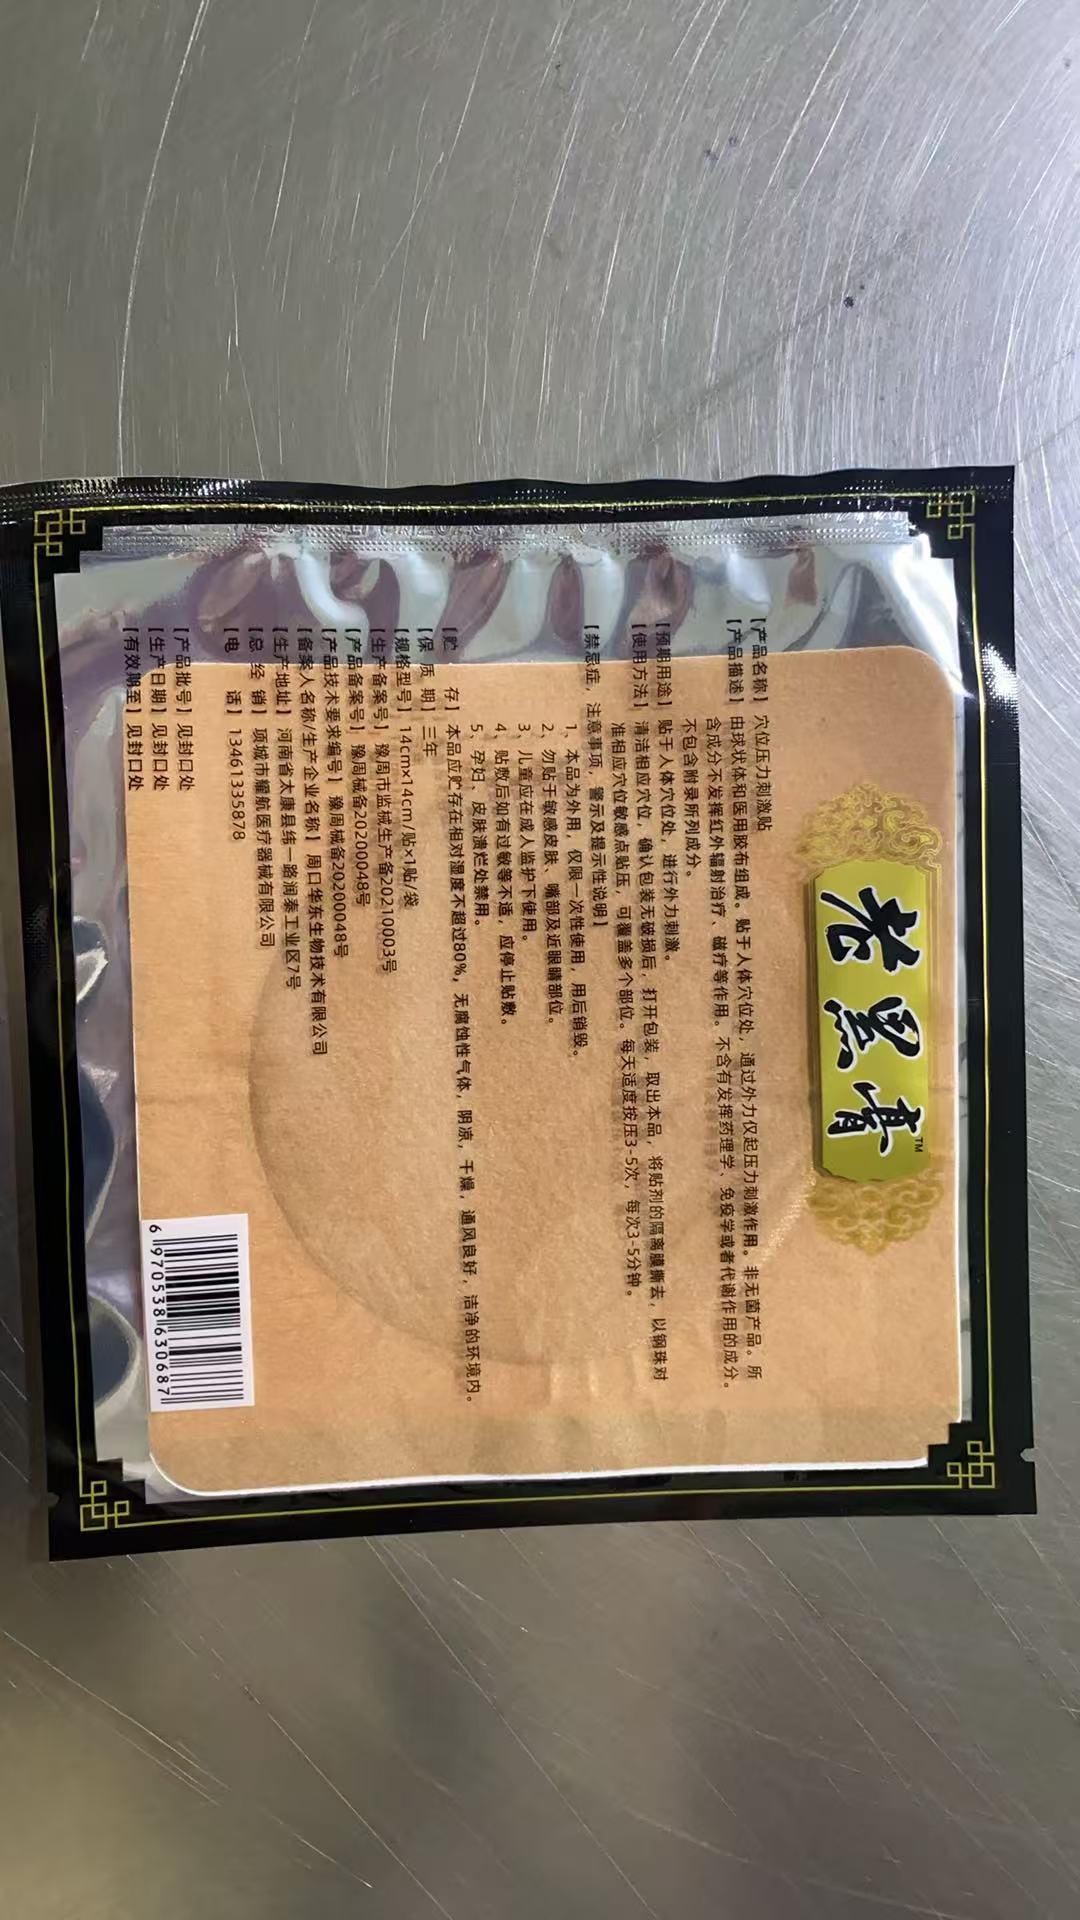 老黑膏™
【产品名称】穴位压力刺激贴
【产品描述】由球状体和医用胶布组成。贴于人体穴位处，通过外力仅起压力刺激作用。非无菌产品。所
含成分不发挥红外辐射治疗、磁疗等作用。不含有发挥药理学、免疫学或者代谢作用的成分。
不包含附录所列成分。
【预期用途】贴于人体穴位处，进行外力刺激。
【使用方法】清洁相应穴位，确认包装无破损后，打开包装，取出本品，将贴剂的隔离膜撕去，以钢珠对
准相应穴位敏感点贴压，可覆盖多个部位。每天适度按压3-5次，每次3-5分钟。
【禁忌症，注意事项，警示及提示性说明】
1、本品为外用，仅限一次性使用，用后销毁。
2、勿贴于敏感皮肤、嘴部及近眼睛部位。
3、儿童应在成人监护下使用。
4、贴敷后如有过敏等不适，应停止贴敷。
5、孕妇、皮肤溃烂处禁用。
【贮 存】本品应贮存在相对湿度不超过80%，无腐蚀性气体，阴凉，干燥，通风良好，洁净的环境内。
【保 质 期】三年
【规格型号】14cm×14cm/贴×1贴/袋
【生产备案号】豫周市监械生产备20210003号
【产品备案号】豫周械备20200048号
【产品技术要求编号】豫周械备20200048号
【备案人名称/生产企业名称】周口华东生物技术有限公司
【生产地址】河南省太康县纬一路润泰工业区7号
【总 经 销】项城市耀航医疗器械有限公司
【电 话】13461335878
【产品批号】见封口处
【生产日期】见封口处
【有效期至】见封口处
6 970538 630687